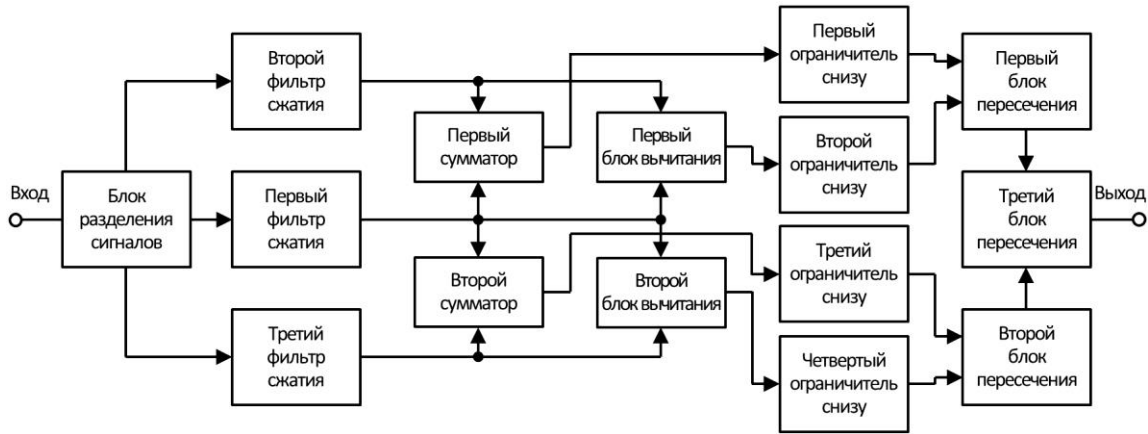 Вход
Блок
разделения
сигналов
Второй
фильтр
сжатия
Первый
фильтр
сжатия
Третий
фильтр
сжатия
Первый
сумматор
Второй
сумматор
Первый
блок вычитания
Второй
блок вычитания
Первый
ограничитель
снизу
Второй
ограничитель
снизу
Третий
ограничитель
снизу
Четвертый
ограничитель
снизу
Первый
блок
пересечения
Третий
блок
пересечения
Второй
блок
пересечения
Выход